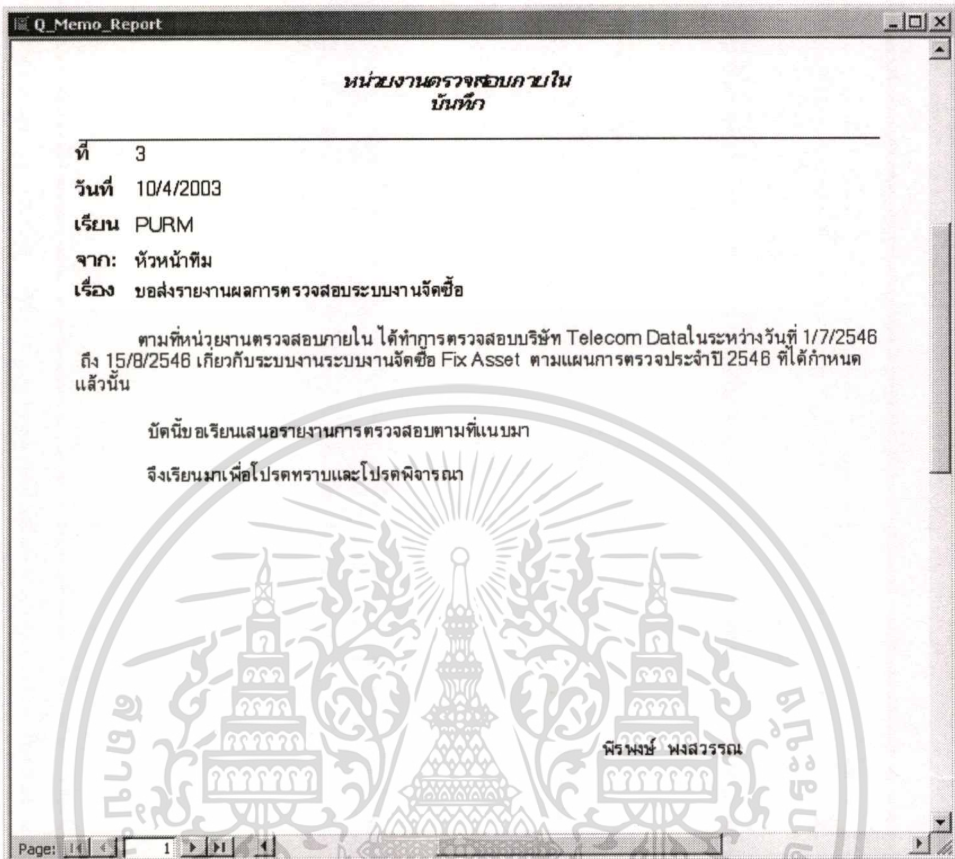 Q_Memo_Report
หน่วยงานตรวจสอบภายใน
บันทึก
ที่ 3
วันที่ 10/4/2003
เรียน PURM
จาก: หัวหน้าทีม
เรื่อง ขอส่งรายงานผลการตรวจสอบระบบงานจัดซื้อ
ตามที่หน่วยงานตรวจสอบภายใน ได้ทำการตรวจสอบบริษัท Telecom Dataในระหว่างวันที่ 1/7/2546
ถึง 15/8/2546 เกี่ยวกับระบบงานระบบงานจัดซื้อ Fix Asset ตามแผนการตรวจประจำปี 2546 ที่ได้กำหนด
แล้วนั้น
บัดนี้ขอเรียนเสนอรายงานการตรวจสอบตามที่แนบมา
จึงเรียนมาเพื่อโปรดทราบและโปรดพิจารณา
พีรพงษ์ พงสวรรณ
Page: 1